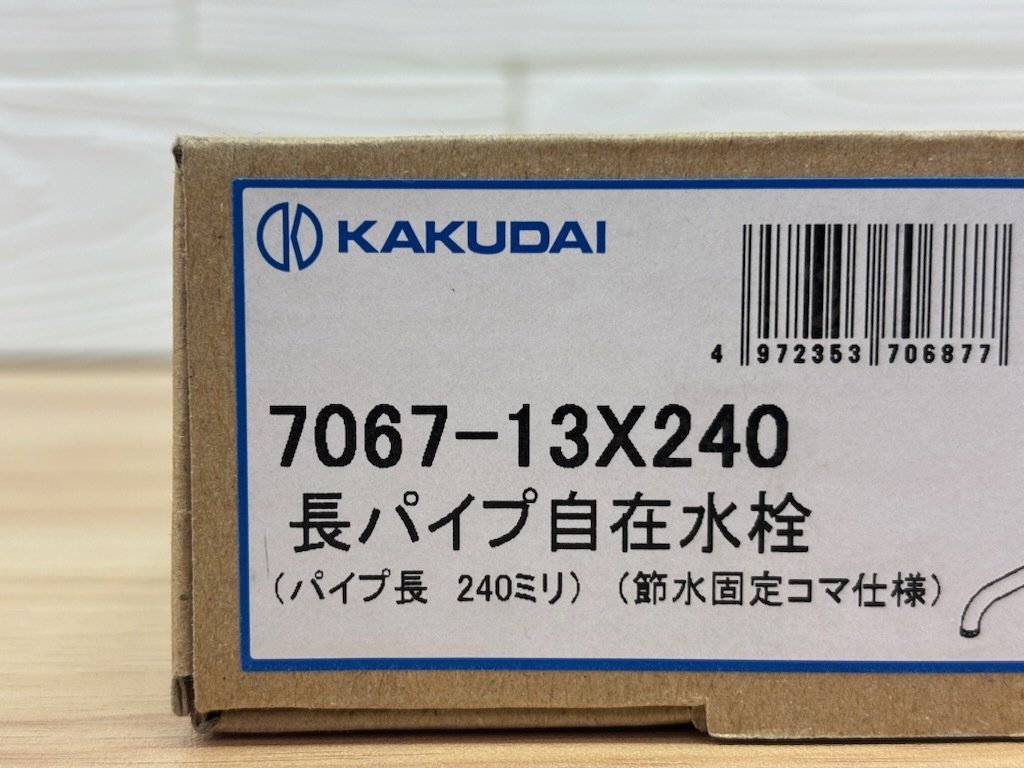 KAKUDAI
4 972353 706877
7067-13X240
長パイプ自在水栓
(パイプ長 240ミリ) (節水固定コマ仕様)